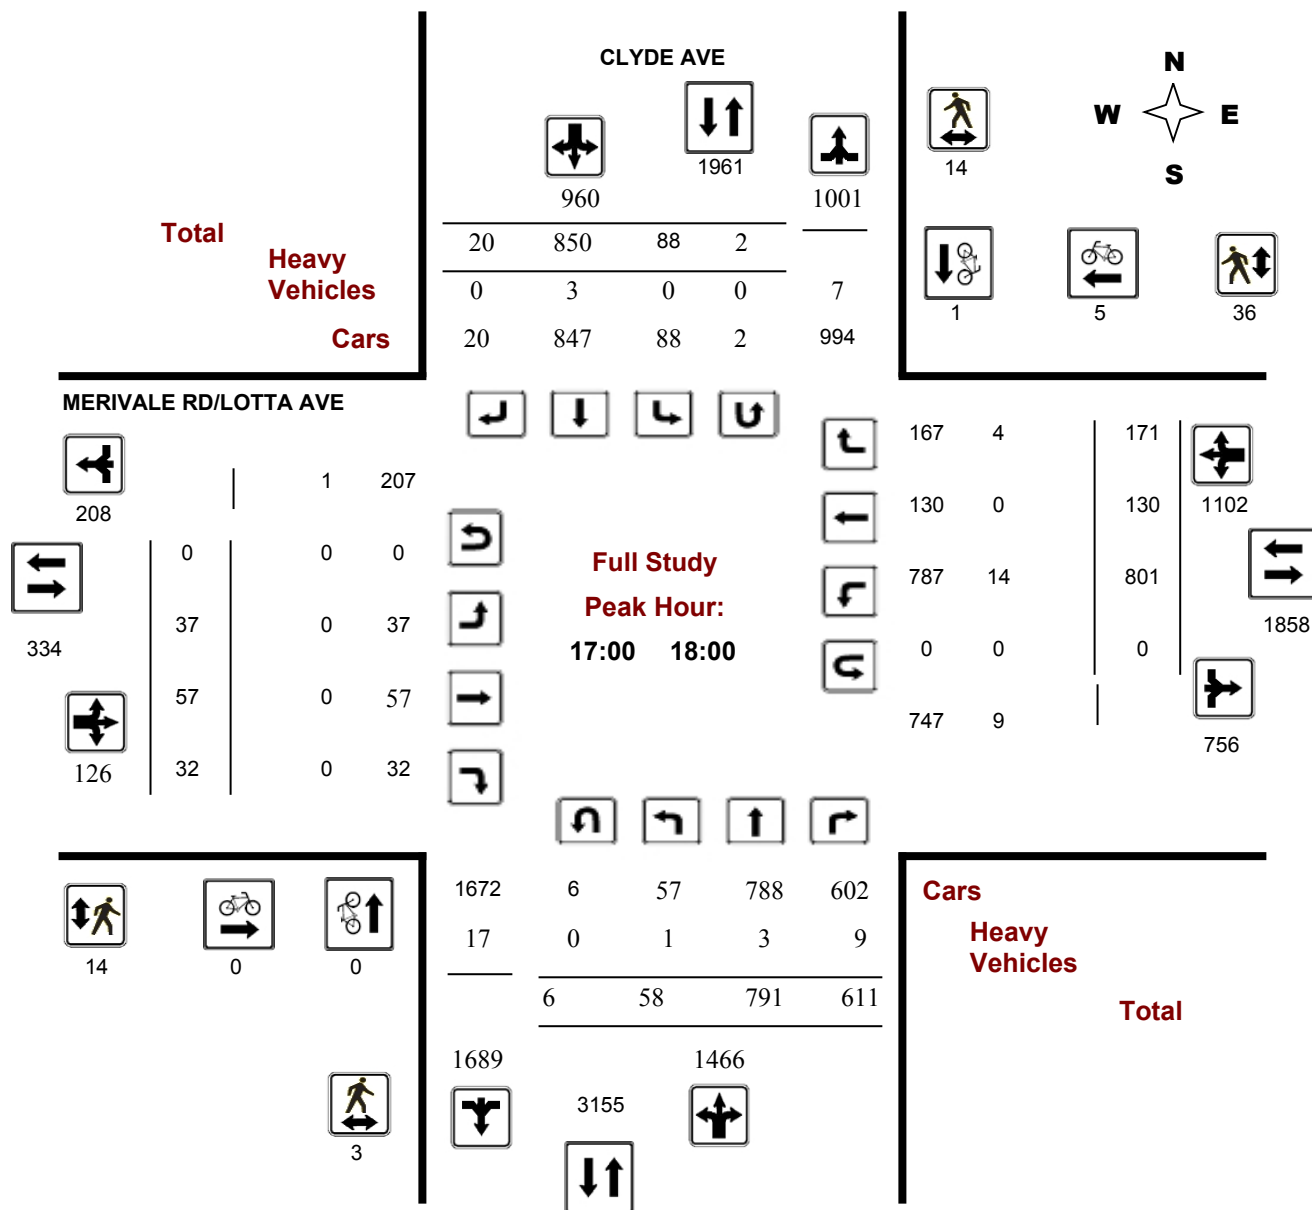 CLYDE AVE
N
W E
S
1961
14
960 1001
Total
20 850 88 2
Heavy
Vehicles
0 3 0 0 7
1 5 36
Cars
20 847 88 2 994
MERIVALE RD/LOTTA AVE
167 4 171
1 207
208
130 0 130 1102
0 0 0
Full Study
787 14 801
Peak Hour:
37 0 37
1858
334
17:00 18:00
0 0 0
57 0 57
747 9
756
126 32 0 32
1672 6 57 788 602
Cars
17 0 1 3 9
Heavy
Vehicles
14 0 0
6 58 791 611
Total
1689 1466
3155
3